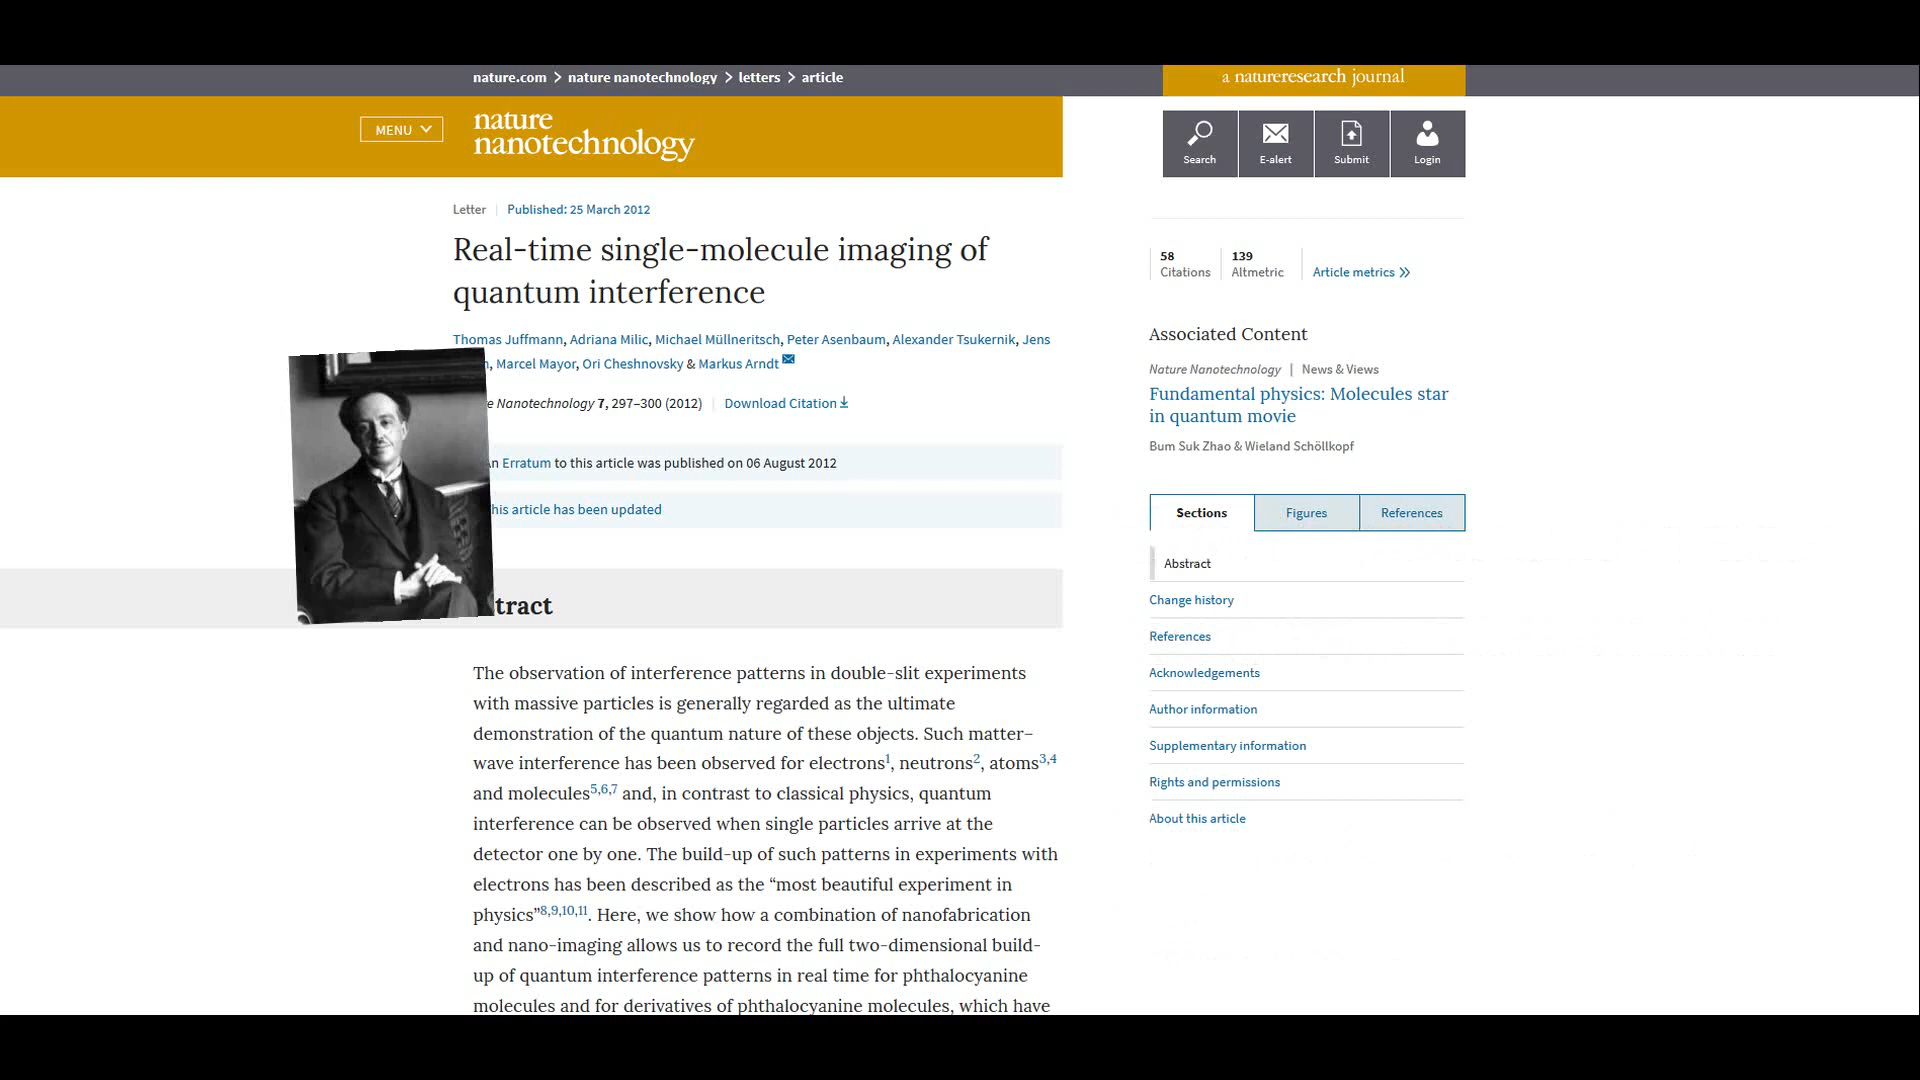 nature.com > nature nanotechnology > letters > article
a natureresearch journal
MENU
nature
nanotechnology
Search
E-alert
Submit
Login
Letter | Published: 25 March 2012
Real-time single-molecule imaging of
quantum interference
Thomas Juffmann, Adriana Milic, Michael Müllneritsch, Peter Asenbaum, Alexander Tsukernik, Jens
, Marcel Mayor, Ori Cheshnovsky & Markus Arndt
Nanotechnology 7, 297–300 (2012) | Download Citation
Erratum to this article was published on 06 August 2012
article has been updated
tract
The observation of interference patterns in double-slit experiments
with massive particles is generally regarded as the ultimate
demonstration of the quantum nature of these objects. Such matter–
wave interference has been observed for electrons1, neutrons2, atoms3,4
and molecules5,6,7 and, in contrast to classical physics, quantum
interference can be observed when single particles arrive at the
detector one by one. The build-up of such patterns in experiments with
electrons has been described as the “most beautiful experiment in
physics”8,9,10,11. Here, we show how a combination of nanofabrication
and nano-imaging allows us to record the full two-dimensional build-
up of quantum interference patterns in real time for phthalocyanine
molecules and for derivatives of phthalocyanine molecules, which have
58
Citations
139
Altmetric
Article metrics
Associated Content
Nature Nanotechnology | News & Views
Fundamental physics: Molecules star
in quantum movie
Bum Suk Zhao & Wieland Schöllkopf
Sections
Figures
References
Abstract
Change history
References
Acknowledgements
Author information
Supplementary information
Rights and permissions
About this article